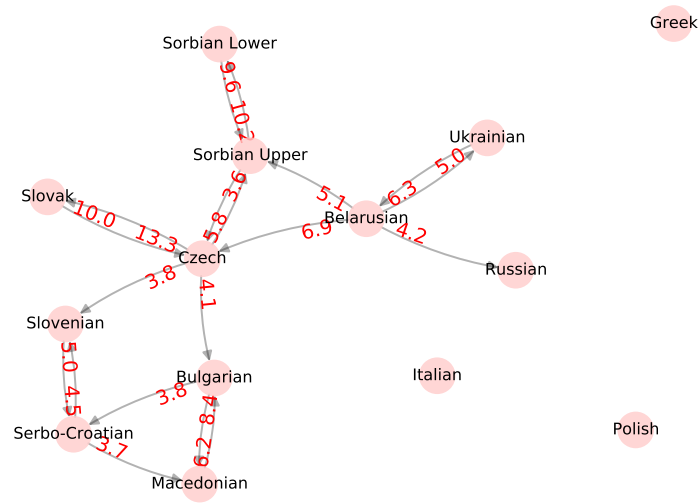 Greek
Sorbian Lower
9.6
10.
Ukrainian
Sorbian Upper
5.0
6.3
3.6
5.1
Slovak
10.0
Belarusian
5.8
13.3
6.9
4.2
Czech
Russian
3.8
4.1
Slovenian
5.0
Bulgarian
Italian
3.8
4.5
8.4
Serbo-Croatian
Polish
3.7
6.2
Macedonian